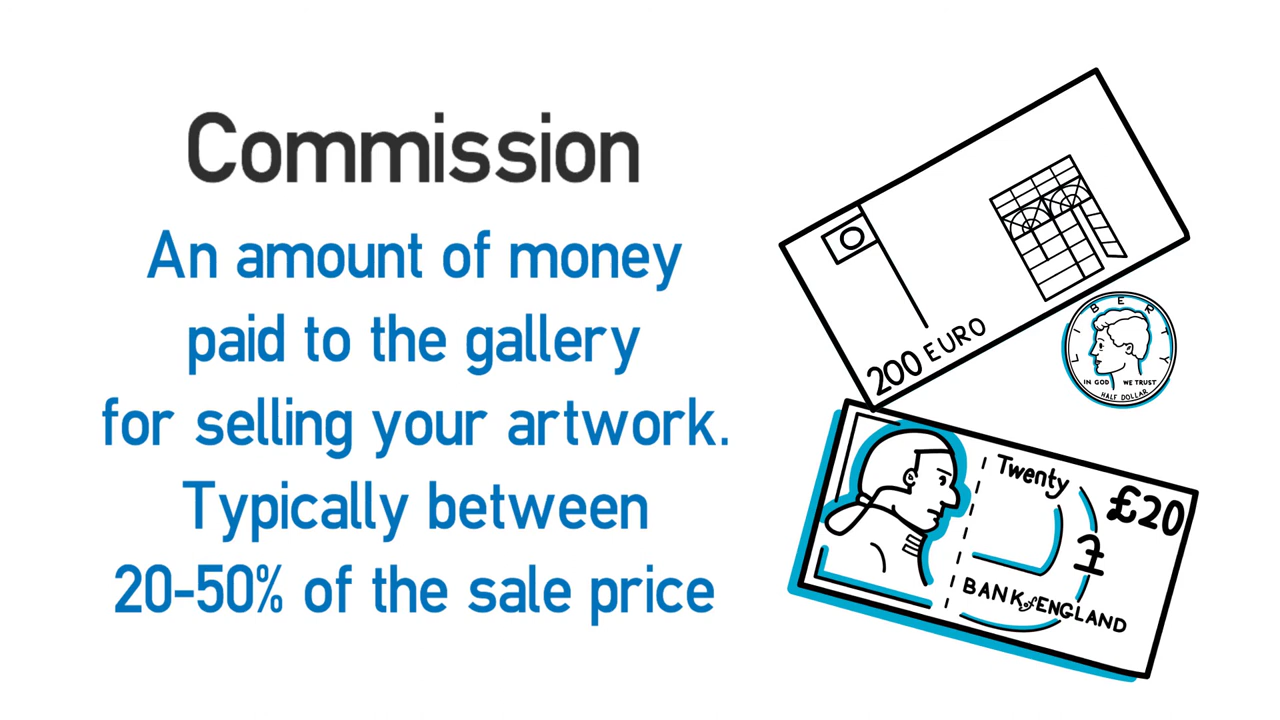 Commission
An amount of money
paid to the gallery
for selling your artwork.
Typically between
20-50% of the sale price
200 EURO
LIBERTY
IN GOD WE TRUST
HALF DOLLAR
Twenty
£20
£
BANK of ENGLAND